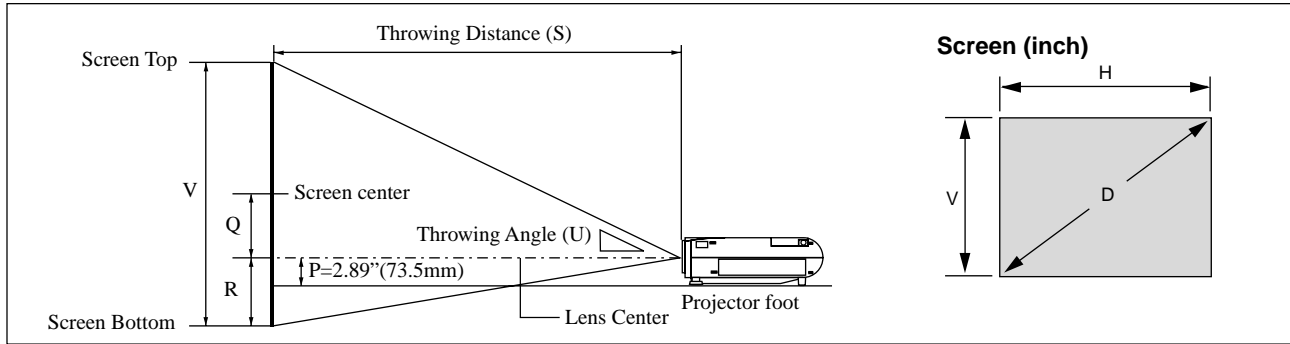 Throwing Distance (S)
Screen Top
V
Screen center
Q
Throwing Angle (U)
P=2.89”(73.5mm)
R
Projector foot
Screen Bottom
Lens Center
Screen (inch)
H
V
D